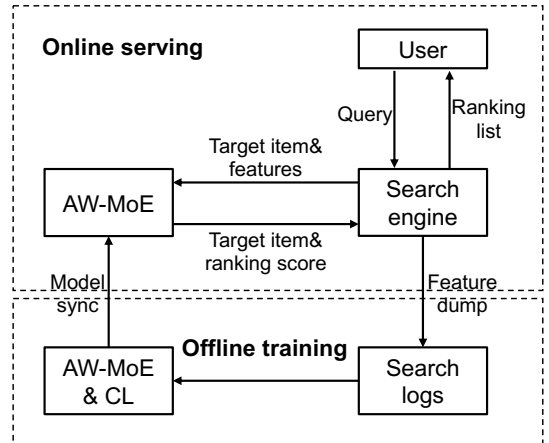 Online serving
User
Query
Ranking
list
Target item&
features
AW-MoE
Search
engine
Target item&
ranking score
Model
sync
Feature
dump
Offline training
AW-MoE
& CL
Search
logs